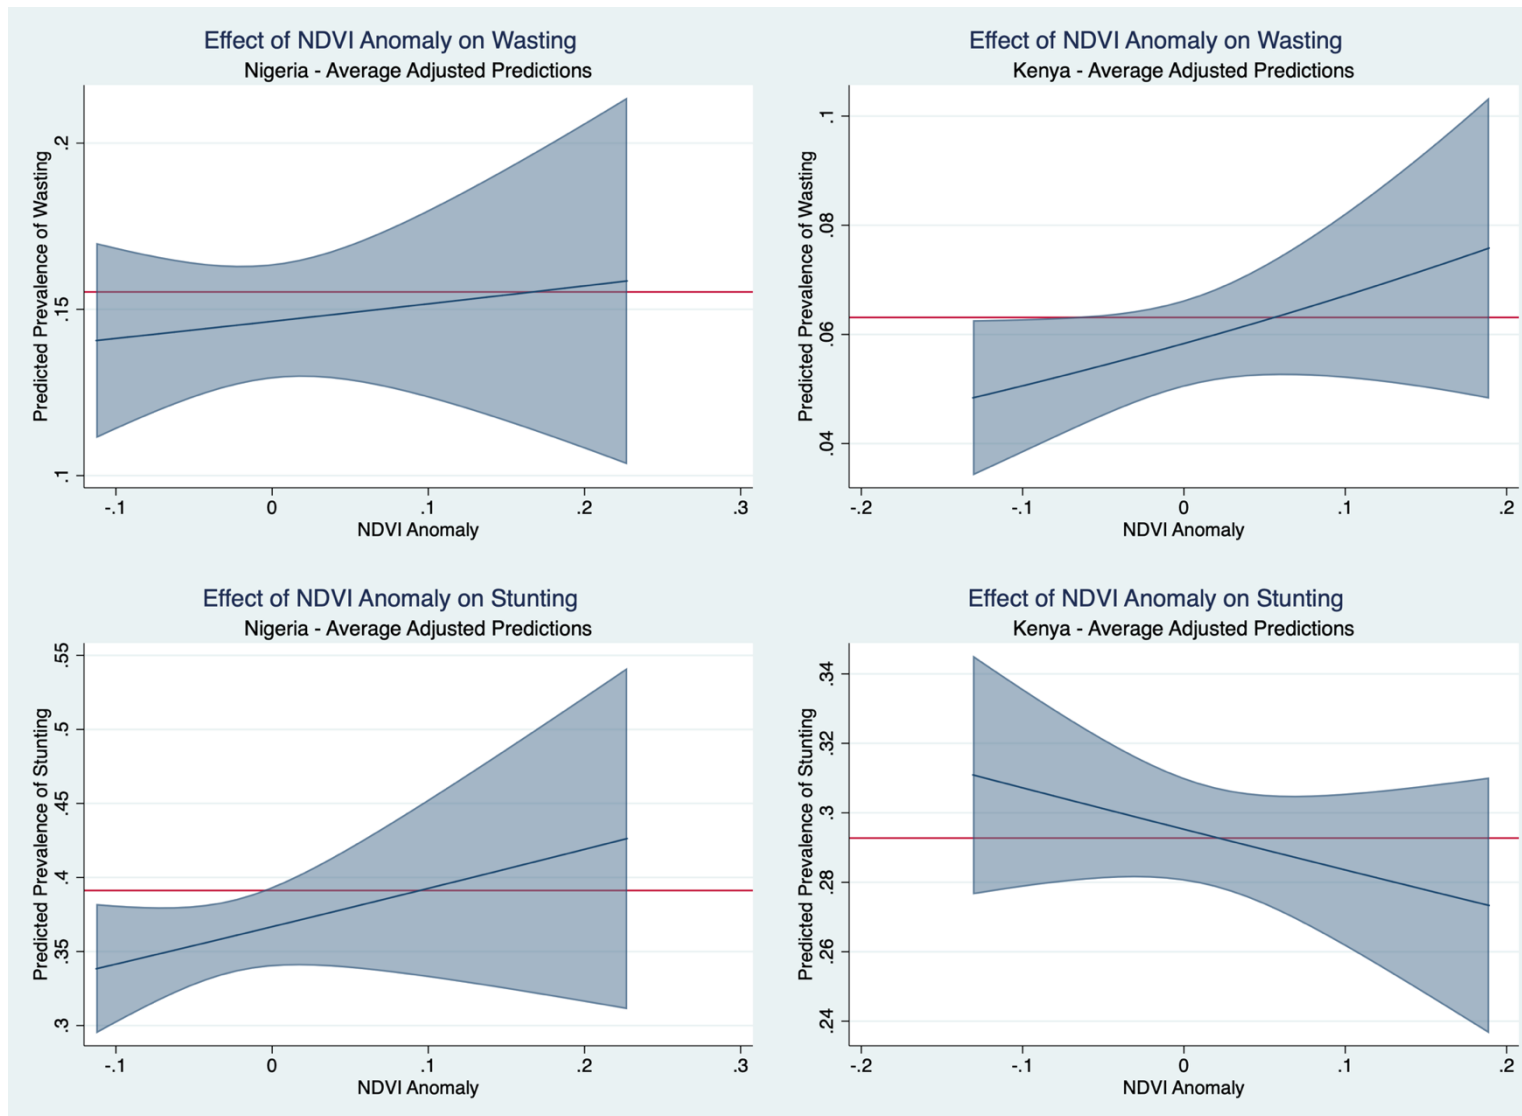 Effect of NDVI Anomaly on Wasting
Nigeria - Average Adjusted Predictions
Predicted Prevalence of Wasting
.2
.15
.1
-.1 0 .1 .2 .3
NDVI Anomaly
Effect of NDVI Anomaly on Wasting
Kenya - Average Adjusted Predictions
Predicted Prevalence of Wasting
.1
.08
.06
.04
-.2 -.1 0 .1 .2
NDVI Anomaly
Effect of NDVI Anomaly on Stunting
Nigeria - Average Adjusted Predictions
Predicted Prevalence of Stunting
.55
.5
.45
.4
.35
.3
-.1 0 .1 .2 .3
NDVI Anomaly
Effect of NDVI Anomaly on Stunting
Kenya - Average Adjusted Predictions
Predicted Prevalence of Stunting
.34
.32
.3
.28
.26
.24
-.2 -.1 0 .1 .2
NDVI Anomaly